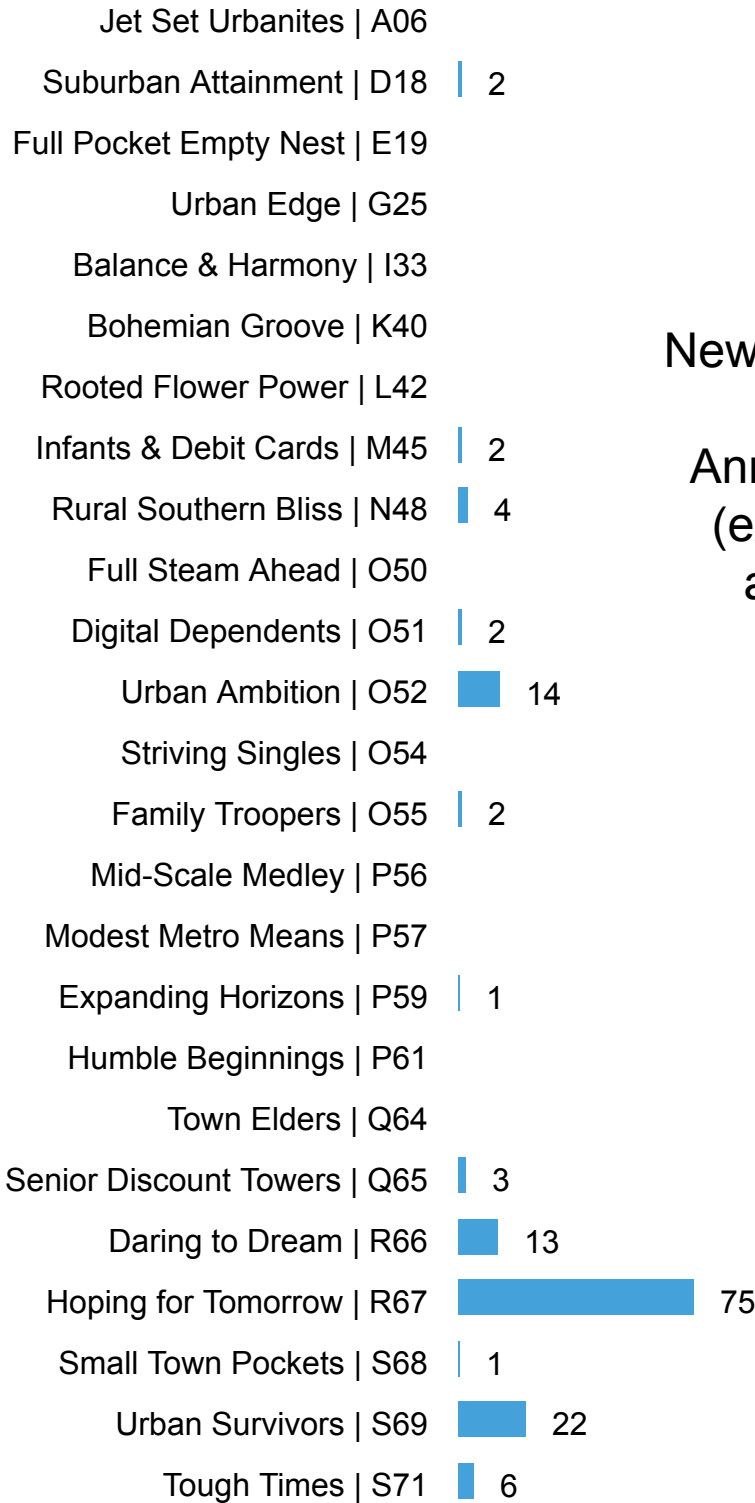 Jet Set Urbanites | A06
Suburban Attainment | D18 2
Full Pocket Empty Nest | E19
Urban Edge | G25
Balance & Harmony | I33
Bohemian Groove | K40
New
Rooted Flower Power | L42
Infants & Debit Cards | M45 2
Rural Southern Bliss | N48 4
(e
Full Steam Ahead | O50
a
Digital Dependents | O51 2
Urban Ambition | O52 14
Striving Singles | O54
Family Troopers | O55 2
Mid-Scale Medley | P56
Modest Metro Means | P57
Expanding Horizons | P59 1
Humble Beginnings | P61
Town Elders | Q64
Senior Discount Towers | Q65 3
Daring to Dream | R66 13
Hoping for Tomorrow | R67 75
Small Town Pockets | S68 1
Urban Survivors | S69 22
Tough Times | S71 6